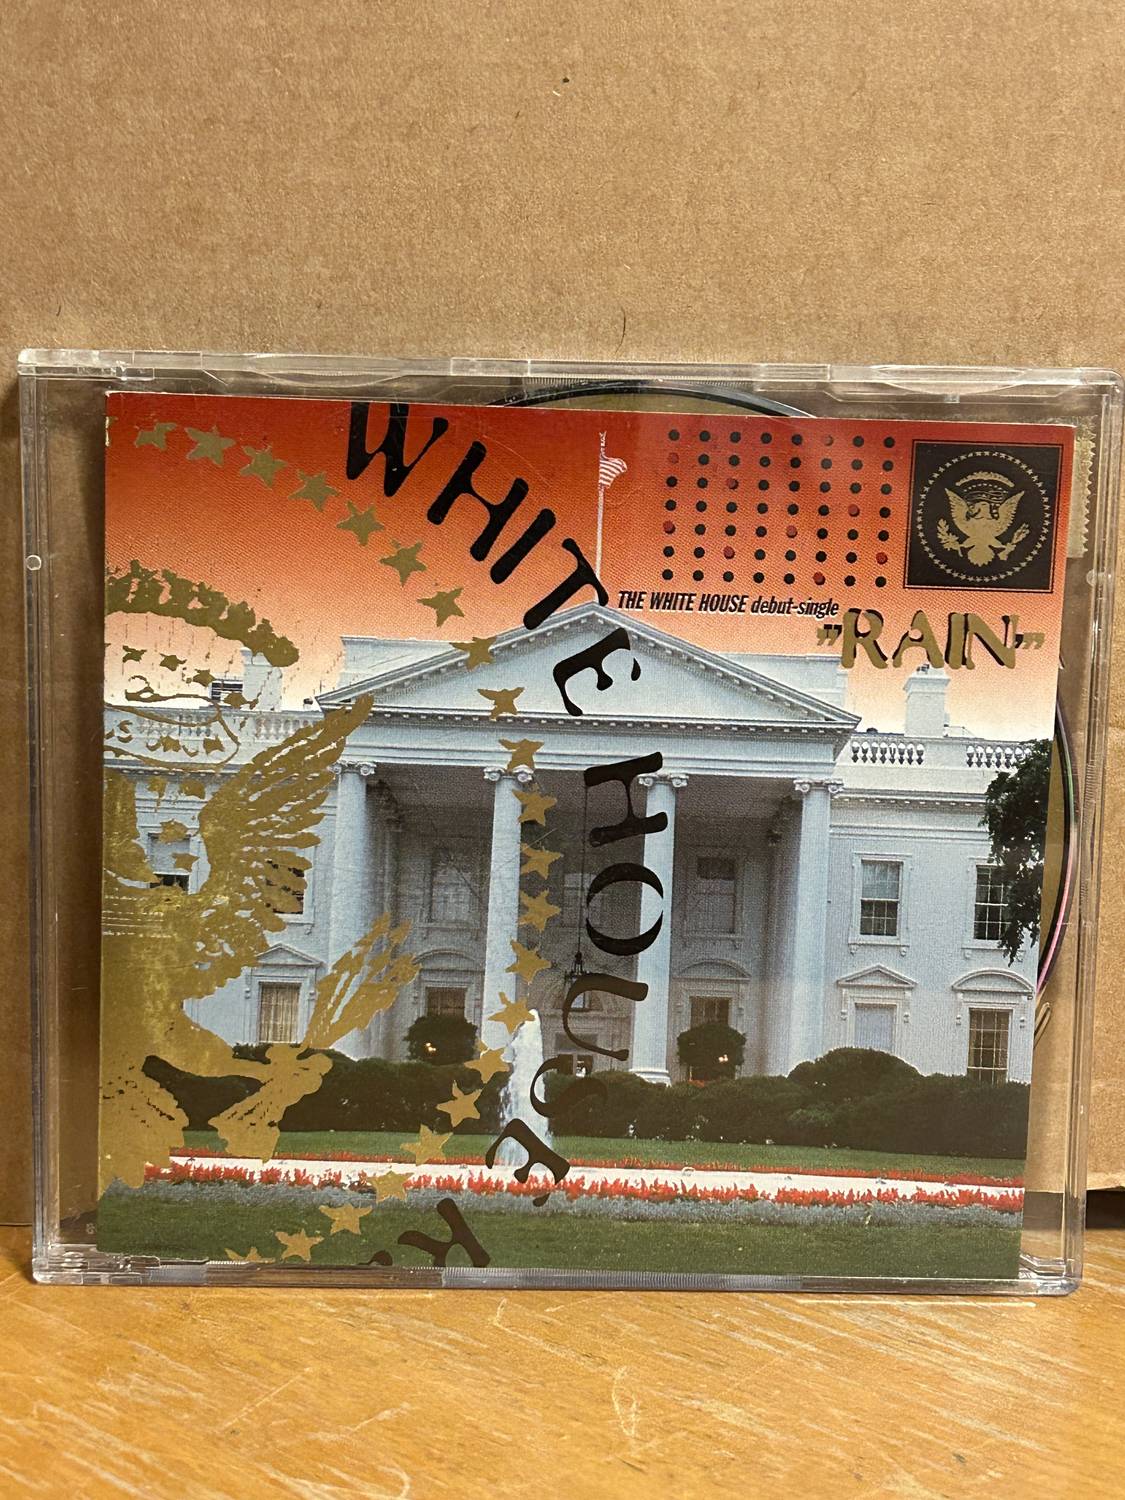 WHITE HOUSE
THE WHITE HOUSE debut-single
"RAIN"